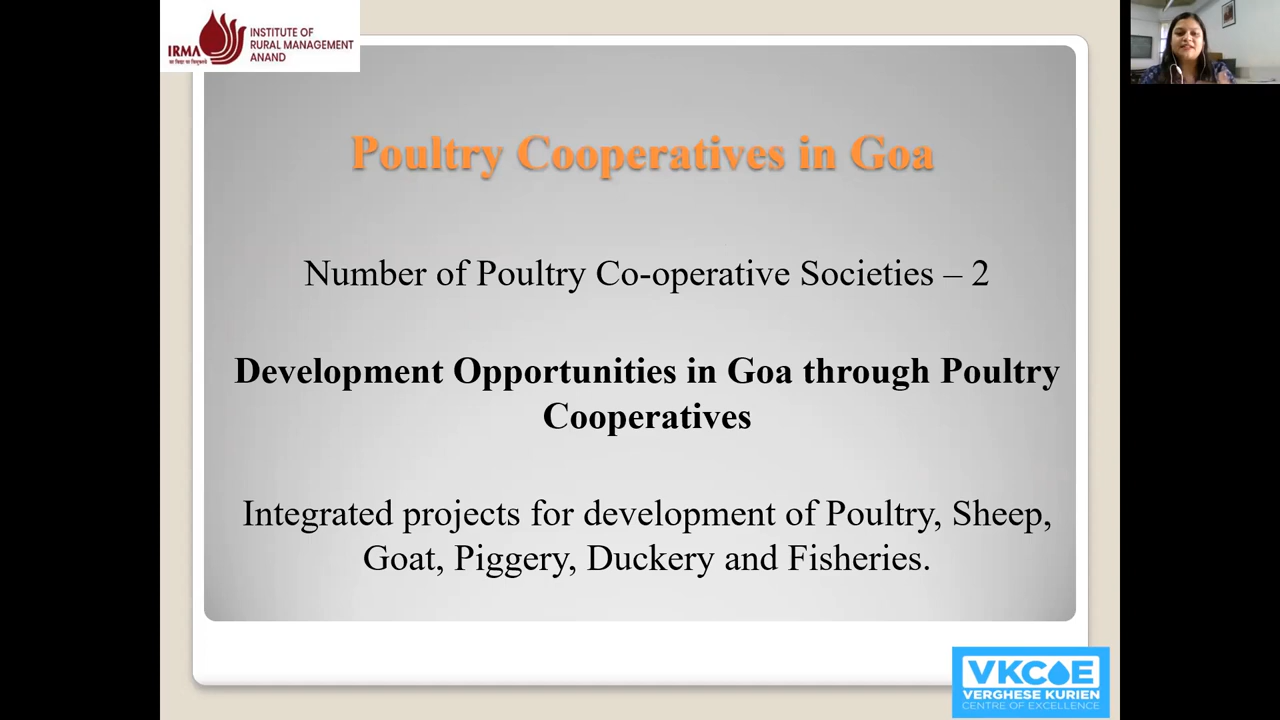 IRMA
INSTITUTE OF
RURAL MANAGEMENT
ANAND
Poultry Cooperatives in Goa
Number of Poultry Co-operative Societies – 2
Development Opportunities in Goa through Poultry
Cooperatives
Integrated projects for development of Poultry, Sheep,
Goat, Piggery, Duckery and Fisheries.
VKCOE
VERGHESE KURIEN
CENTRE OF EXCELLENCE